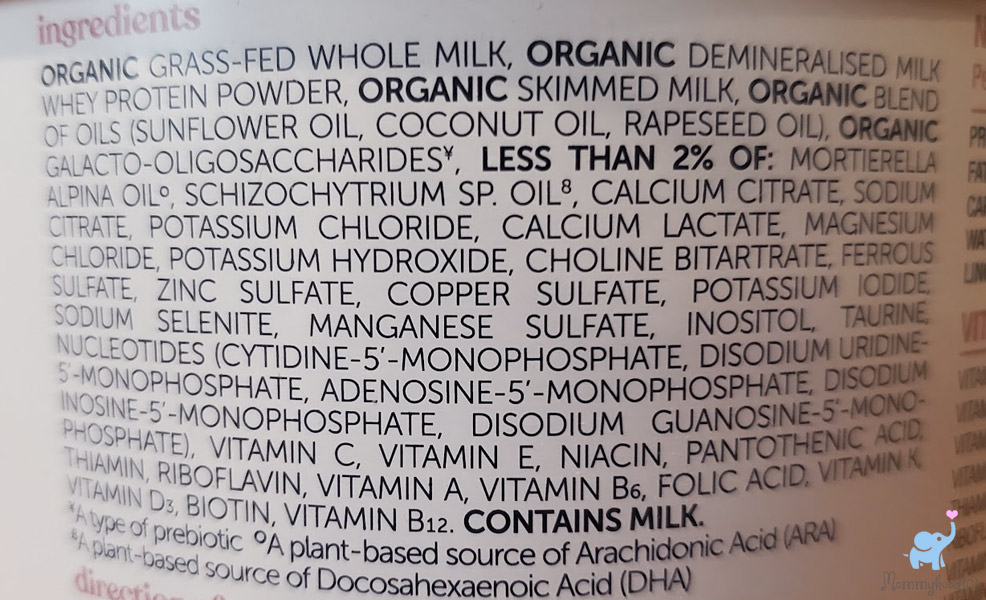 ingredients
ORGANIC GRASS-FED WHOLE MILK, ORGANIC DEMINERALISED MILK
WHEY PROTEIN POWDER, ORGANIC SKIMMED MILK, ORGANIC BLEND
OF OILS (SUNFLOWER OIL, COCONUT OIL, RAPESEED OIL), ORGANIC
GALACTO-OLIGOSACCHARIDES¥, LESS THAN 2% OF: MORTIERELLA
ALPINA OILº, SCHIZOCHYTRIUM SP. OIL⁸, CALCIUM CITRATE, SODIUM
CITRATE, POTASSIUM CHLORIDE, CALCIUM LACTATE, MAGNESIUM
CHLORIDE, POTASSIUM HYDROXIDE, CHOLINE BITARTRATE, FERROUS
SULFATE, ZINC SULFATE, COPPER SULFATE, POTASSIUM IODIDE,
SODIUM SELENITE, MANGANESE SULFATE, INOSITOL, TAURINE,
NUCLEOTIDES (CYTIDINE-5'-MONOPHOSPHATE, DISODIUM URIDINE-
5'-MONOPHOSPHATE, ADENOSINE-5'-MONOPHOSPHATE, DISODIUM
INOSINE-5'-MONOPHOSPHATE, DISODIUM GUANOSINE-5'-MONO-
PHOSPHATE), VITAMIN C, VITAMIN E, NIACIN, PANTOTHENIC ACID,
THIAMIN, RIBOFLAVIN, VITAMIN A, VITAMIN B6, FOLIC ACID, VITAMIN K,
VITAMIN D3, BIOTIN, VITAMIN B12. CONTAINS MILK.
¥A type of prebiotic ºA plant-based source of Arachidonic Acid (ARA)
⁸A plant-based source of Docosahexaenoic Acid (DHA)